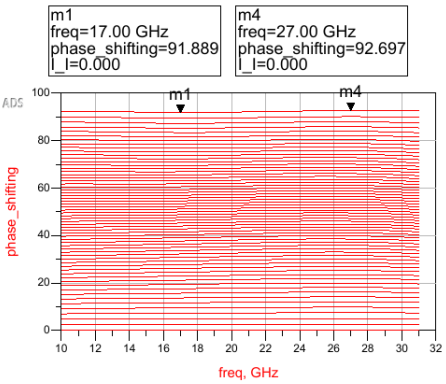 m1
freq=17.00 GHz
phase_shifting=91.889
I_I=0.000
m4
freq=27.00 GHz
phase_shifting=92.697
I_I=0.000
ADS
m1
m4
100
80
60
40
20
0
phase_shifting
10 12 14 16 18 20 22 24 26 28 30 32
freq, GHz